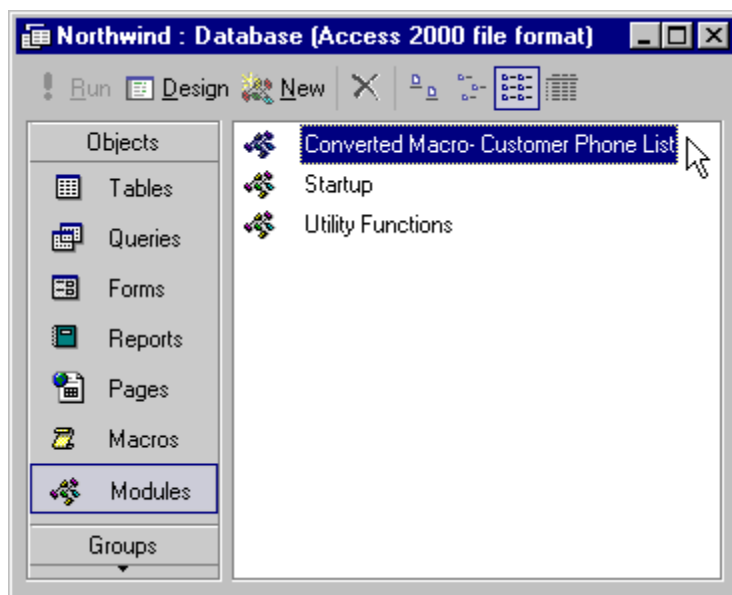 Northwind : Database (Access 2000 file format)
Run Design New
Objects
Tables
Queries
Forms
Reports
Pages
Macros
Modules
Groups
Converted Macro- Customer Phone List
Startup
Utility Functions